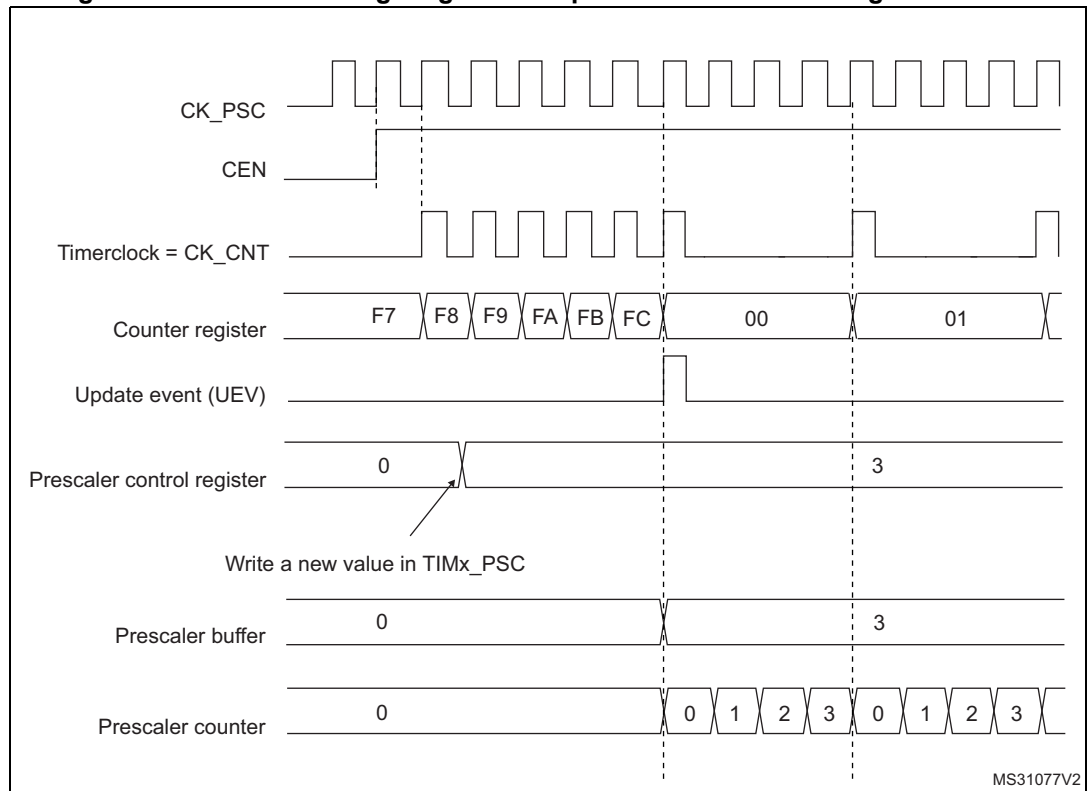 CK_PSC
CEN
Timerclock = CK_CNT
Counter register F7 F8 F9 FA FB FC 00 01
Update event (UEV)
Prescaler control register 0 3
Write a new value in TIMx_PSC
Prescaler buffer 0 3
Prescaler counter 0 0 1 2 3 0 1 2 3
MS31077V2